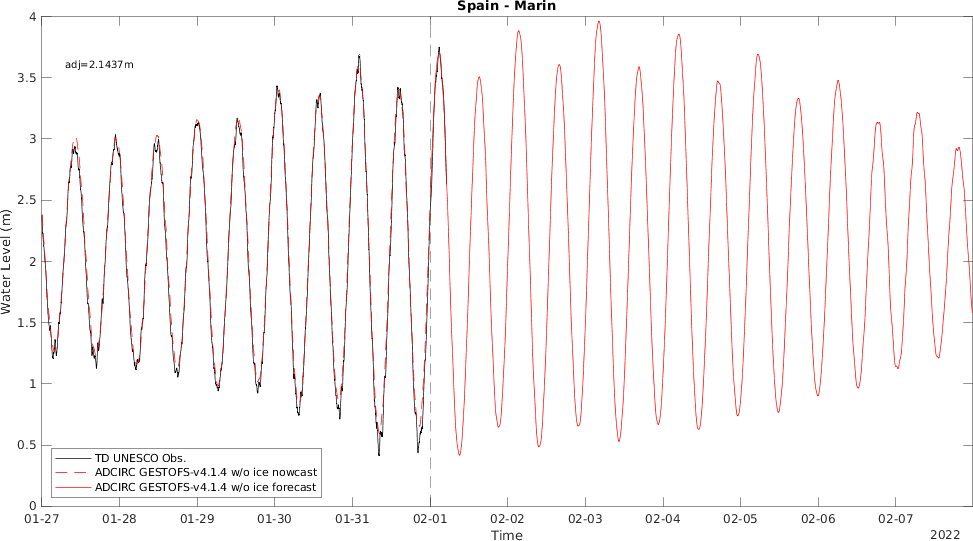 Spain - Marin
4
3.5
3
2.5
2
1.5
1
0.5
0
Water Level (m)
adj=2.1437m
TD UNESCO Obs.
ADCIRC GESTOFS-v4.1.4 w/o ice nowcast
ADCIRC GESTOFS-v4.1.4 w/o ice forecast
01-27 01-28 01-29 01-30 01-31 02-01 02-02 02-03 02-04 02-05 02-06 02-07
Time
2022